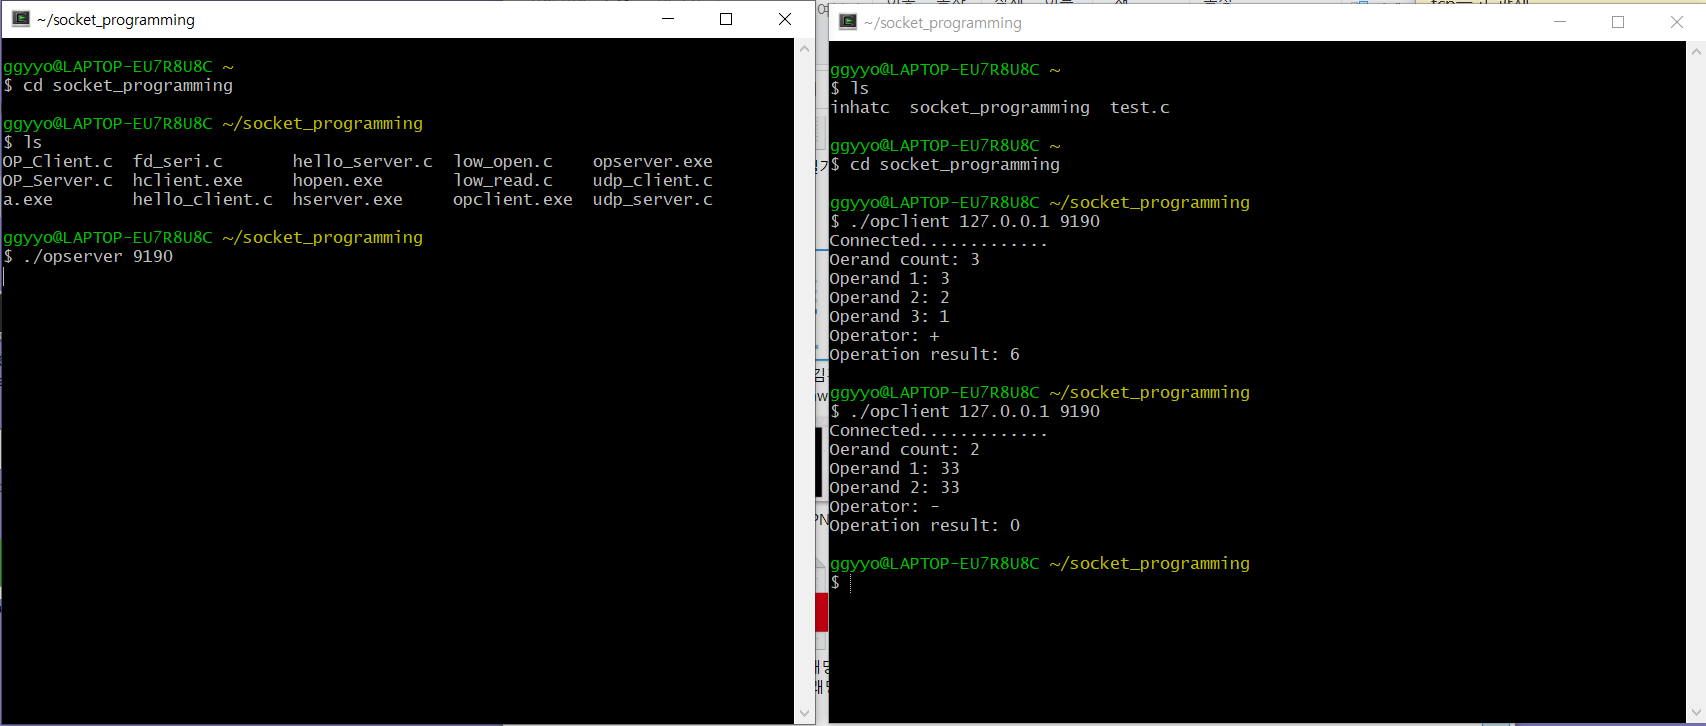 ~/socket_programming
ggyyo@LAPTOP-EU7R8U8C ~
$ cd socket_programming
ggyyo@LAPTOP-EU7R8U8C ~/socket_programming
$ ls
OP_Client.c fd_seri.c hello_server.c low_open.c opserver.exe
OP_Server.c hclient.exe hopen.exe low_read.c udp_client.c
a.exe hello_client.c hserver.exe opclient.exe udp_server.c
ggyyo@LAPTOP-EU7R8U8C ~/socket_programming
$ ./opserver 9190
~/socket_programming
ggyyo@LAPTOP-EU7R8U8C ~
$ ls
inhatc socket_programming test.c
ggyyo@LAPTOP-EU7R8U8C ~
$ cd socket_programming
ggyyo@LAPTOP-EU7R8U8C ~/socket_programming
$ ./opclient 127.0.0.1 9190
Connected.............
Oerand count: 3
Operand 1: 3
Operand 2: 2
Operand 3: 1
Operator: +
Operation result: 6
ggyyo@LAPTOP-EU7R8U8C ~/socket_programming
$ ./opclient 127.0.0.1 9190
Connected.............
Oerand count: 2
Operand 1: 33
Operand 2: 33
Operator: -
Operation result: 0
ggyyo@LAPTOP-EU7R8U8C ~/socket_programming
$